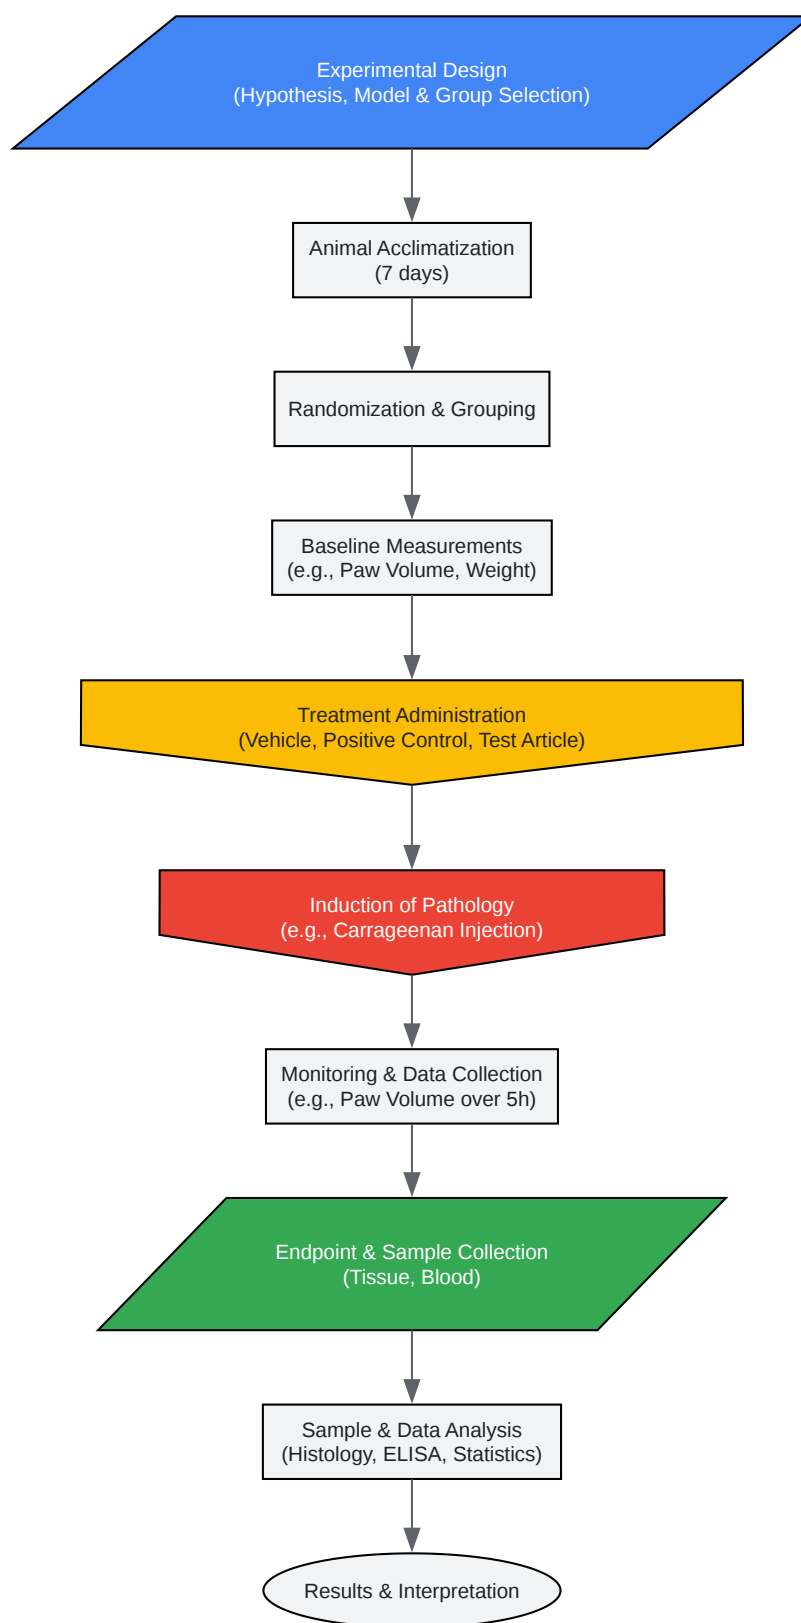 Experimental Design
(Hypothesis, Model & Group Selection)
Animal Acclimatization
(7 days)
Randomization & Grouping
Baseline Measurements
(e.g., Paw Volume, Weight)
Treatment Administration
(Vehicle, Positive Control, Test Article)
Induction of Pathology
(e.g., Carrageenan Injection)
Monitoring & Data Collection
(e.g., Paw Volume over 5h)
Endpoint & Sample Collection
(Tissue, Blood)
Sample & Data Analysis
(Histology, ELISA, Statistics)
Results & Interpretation